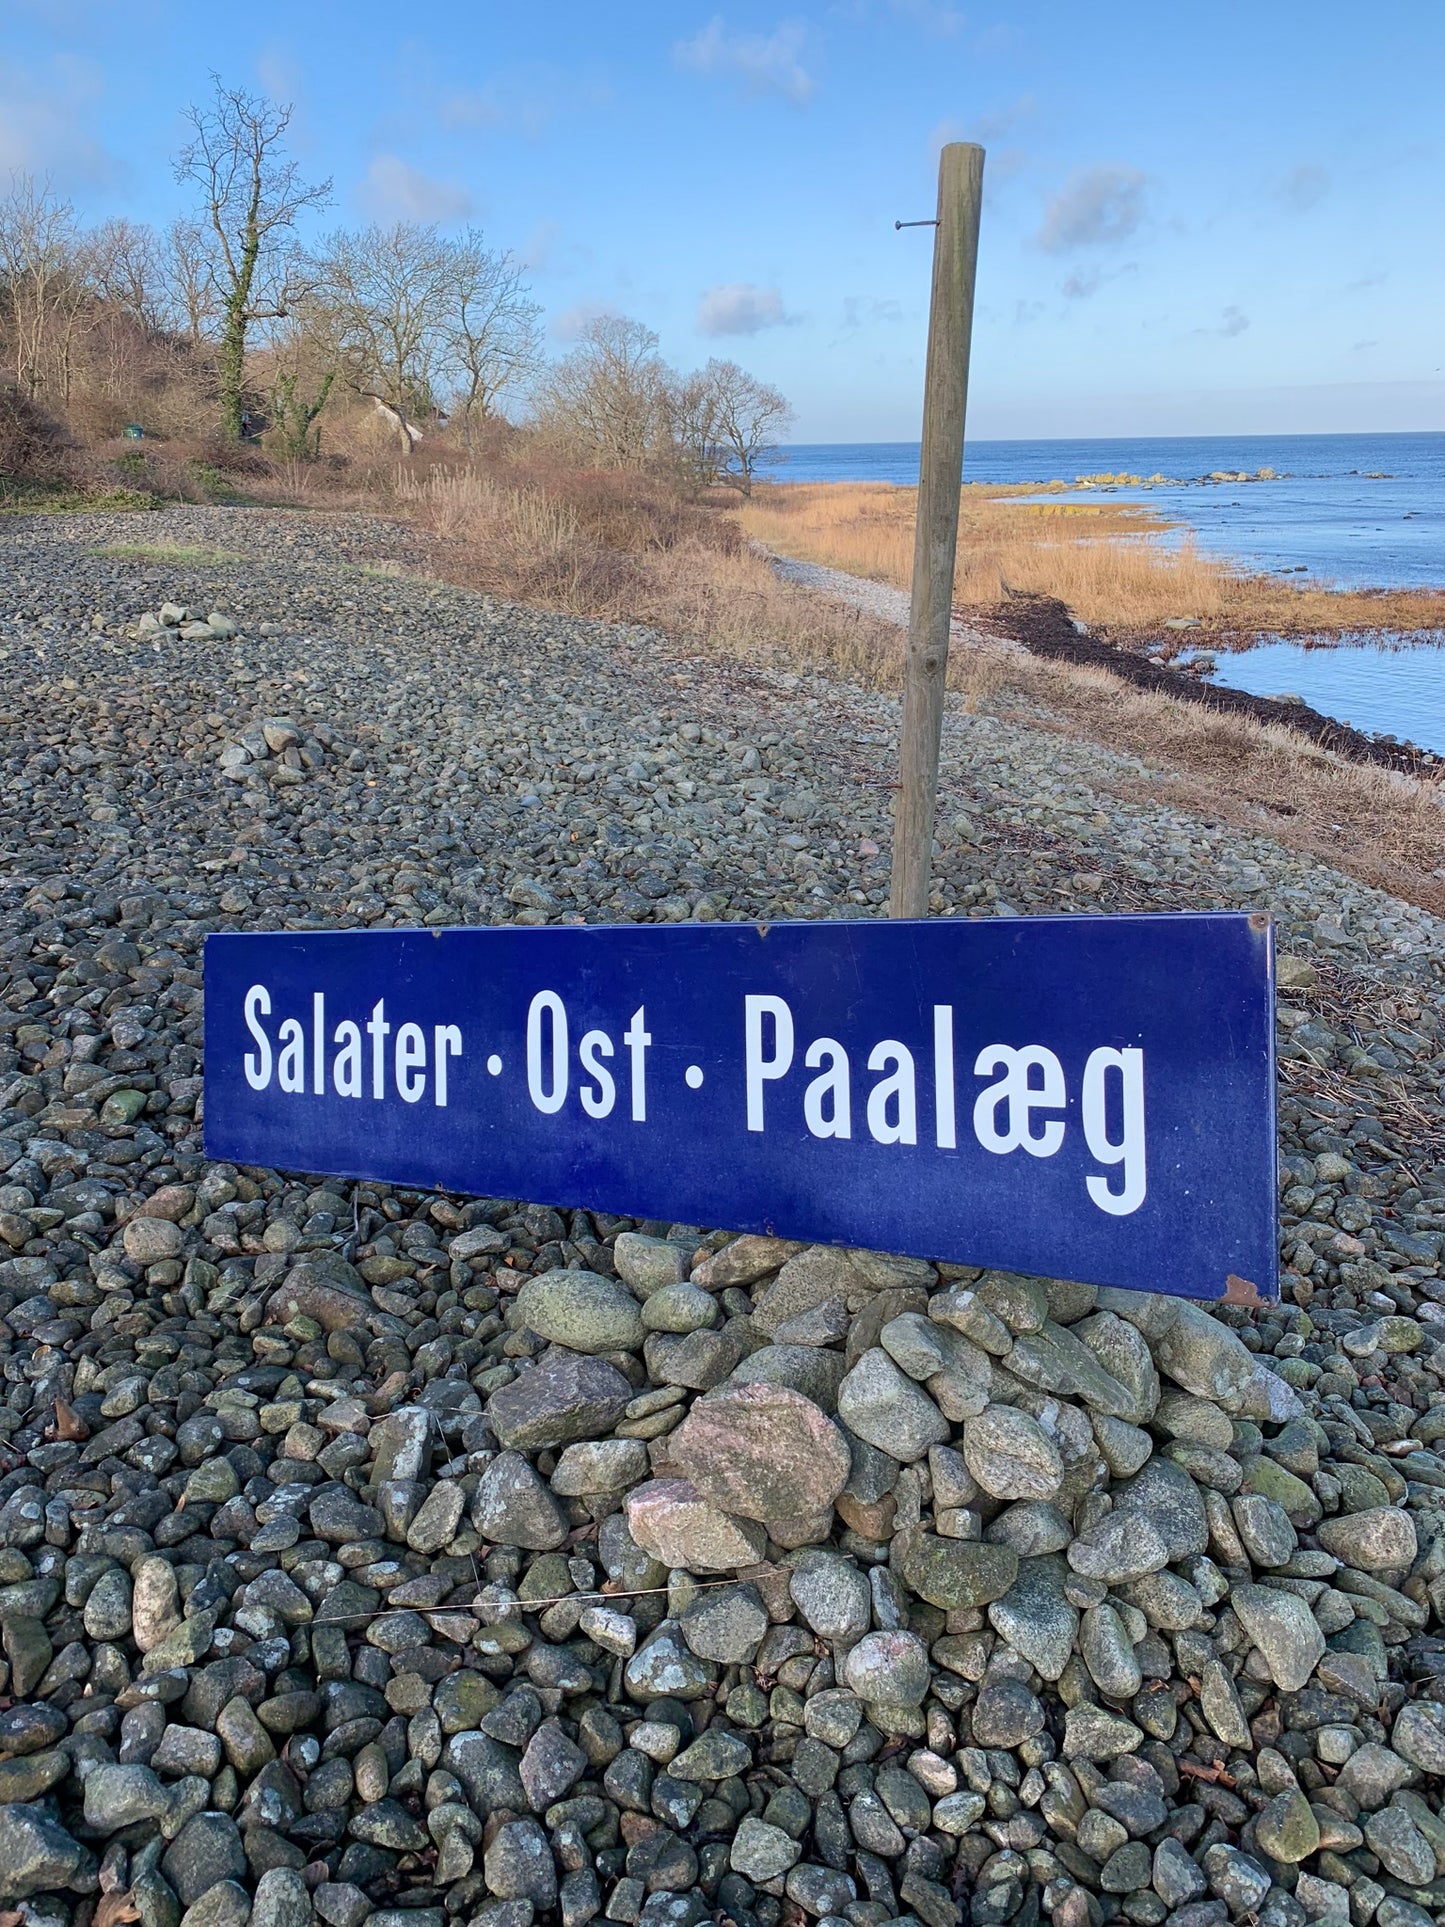 Salater · Ost · Paalæg